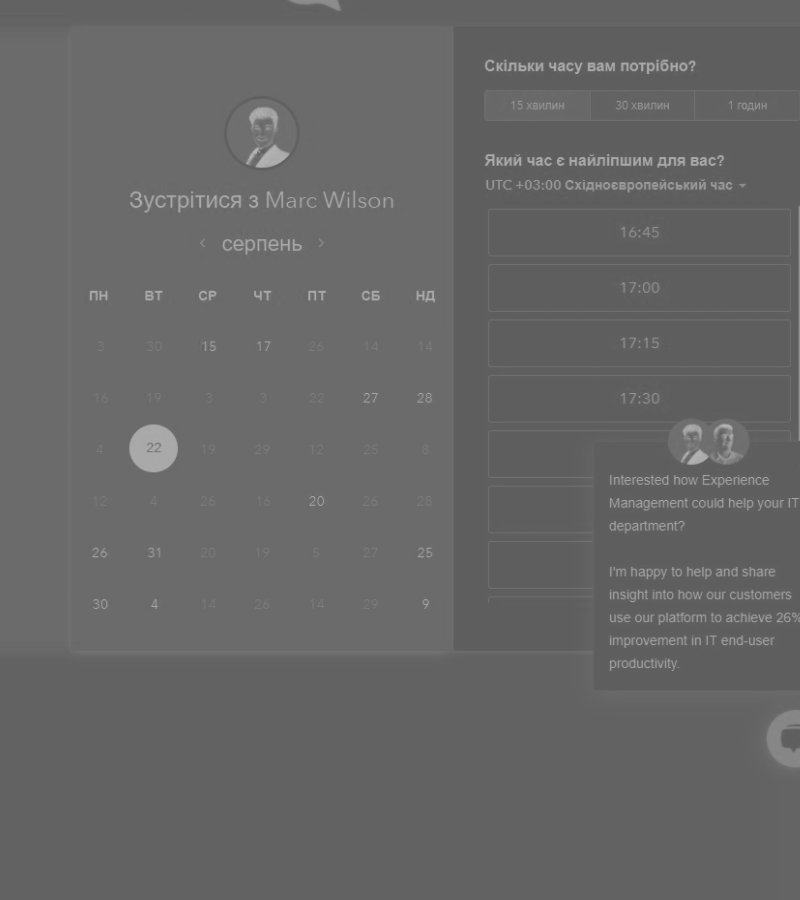 Зустрітися з Marc Wilson
серпень
ПН ВТ СР ЧТ ПТ СБ НД
3 30 15 17 26 14 14
16 19 3 3 22 27 28
4 22 19 29 12 25 8
12 4 26 16 20 26 28
26 31 20 19 5 27 25
30 4 14 26 14 29 9
Скільки часу вам потрібно?
15 хвилин 30 хвилин 1 годин
Який час є найліпшим для вас?
UTC +03:00 Східноєвропейський час
16:45
17:00
17:15
17:30
Interested how Experience
Management could help your IT
department?
I'm happy to help and share
insight into how our customers
use our platform to achieve 26%
improvement in IT end-user
productivity.